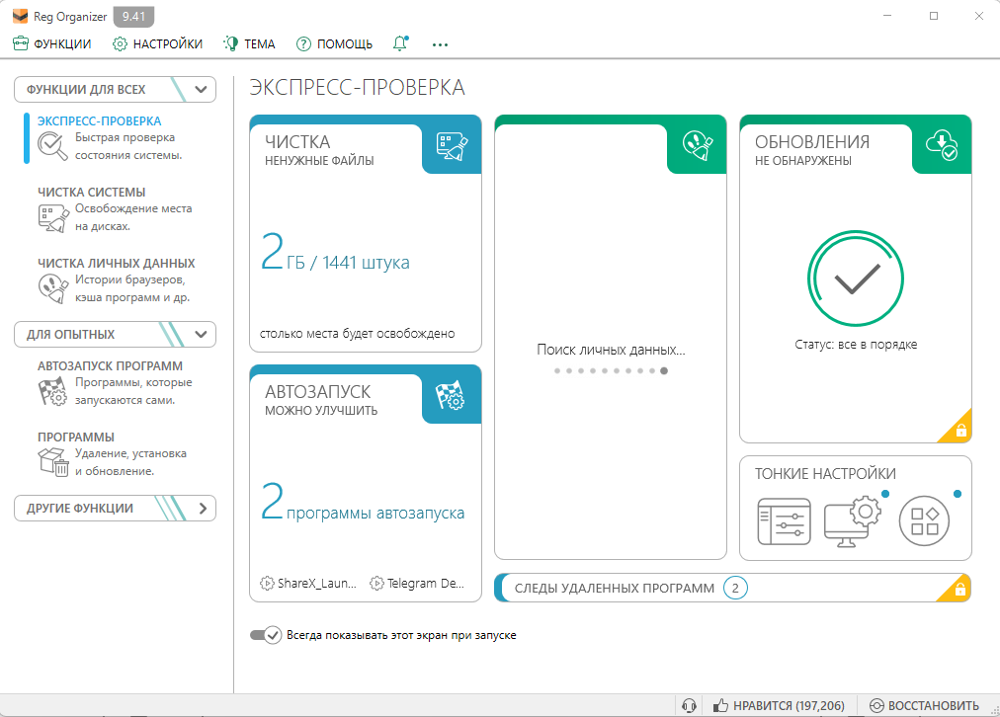 Reg Organizer 9.41
ФУНКЦИИ НАСТРОЙКИ ТЕМА ПОМОЩЬ
ФУНКЦИИ ДЛЯ ВСЕХ
ЭКСПРЕСС-ПРОВЕРКА
Быстрая проверка
состояния системы.
ЧИСТКА СИСТЕМЫ
Освобождение места
на дисках.
ЧИСТКА ЛИЧНЫХ ДАННЫХ
Истории браузеров,
кэша программ и др.
ДЛЯ ОПЫТНЫХ
АВТОЗАПУСК ПРОГРАММ
Программы, которые
запускаются сами.
ПРОГРАММЫ
Удаление, установка
и обновление.
ДРУГИЕ ФУНКЦИИ
ЭКСПРЕСС-ПРОВЕРКА
ЧИСТКА
НЕНУЖНЫЕ ФАЙЛЫ
2 ГБ / 1441 штука
столько места будет освобождено
АВТОЗАПУСК
МОЖНО УЛУЧШИТЬ
2 программы автозапуска
ShareX_Laun... Telegram De...
Поиск личных данных...
ОБНОВЛЕНИЯ
НЕ ОБНАРУЖЕНЫ
Статус: все в порядке
ТОНКИЕ НАСТРОЙКИ
СЛЕДЫ УДАЛЕННЫХ ПРОГРАММ 2
Всегда показывать этот экран при запуске
НРАВИТСЯ (197,206) ВОССТАНОВИТЬ